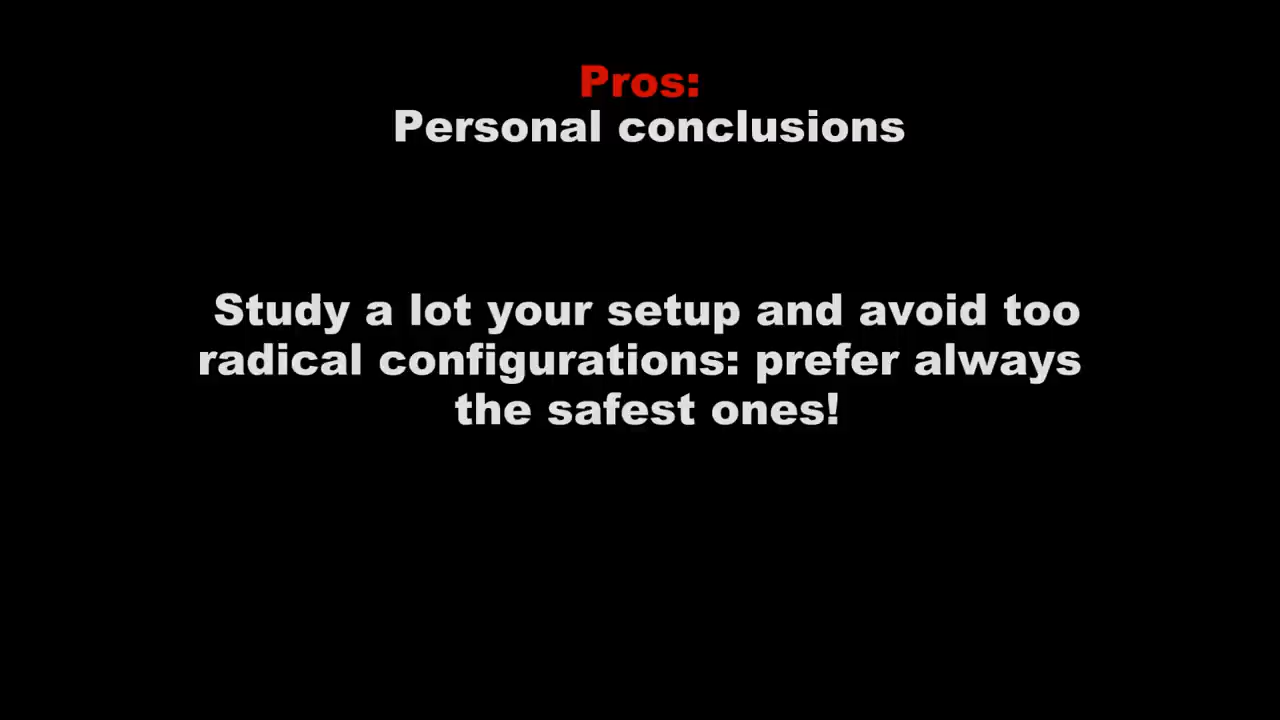 Pros:
Personal conclusions
Study a lot your setup and avoid too
radical configurations: prefer always
the safest ones!